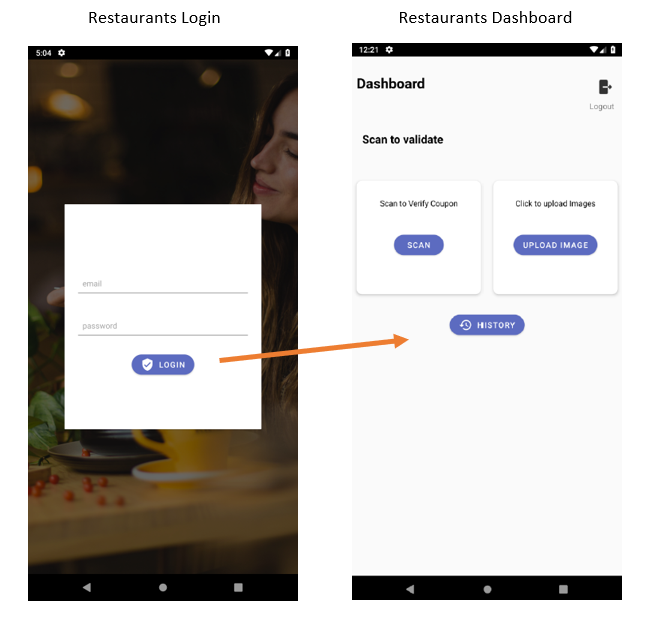 Restaurants Login
Restaurants Dashboard
5:04
email
password
LOGIN
12:21
Dashboard
Logout
Scan to validate
Scan to Verify Coupon
Click to upload Images
SCAN
UPLOAD IMAGE
HISTORY